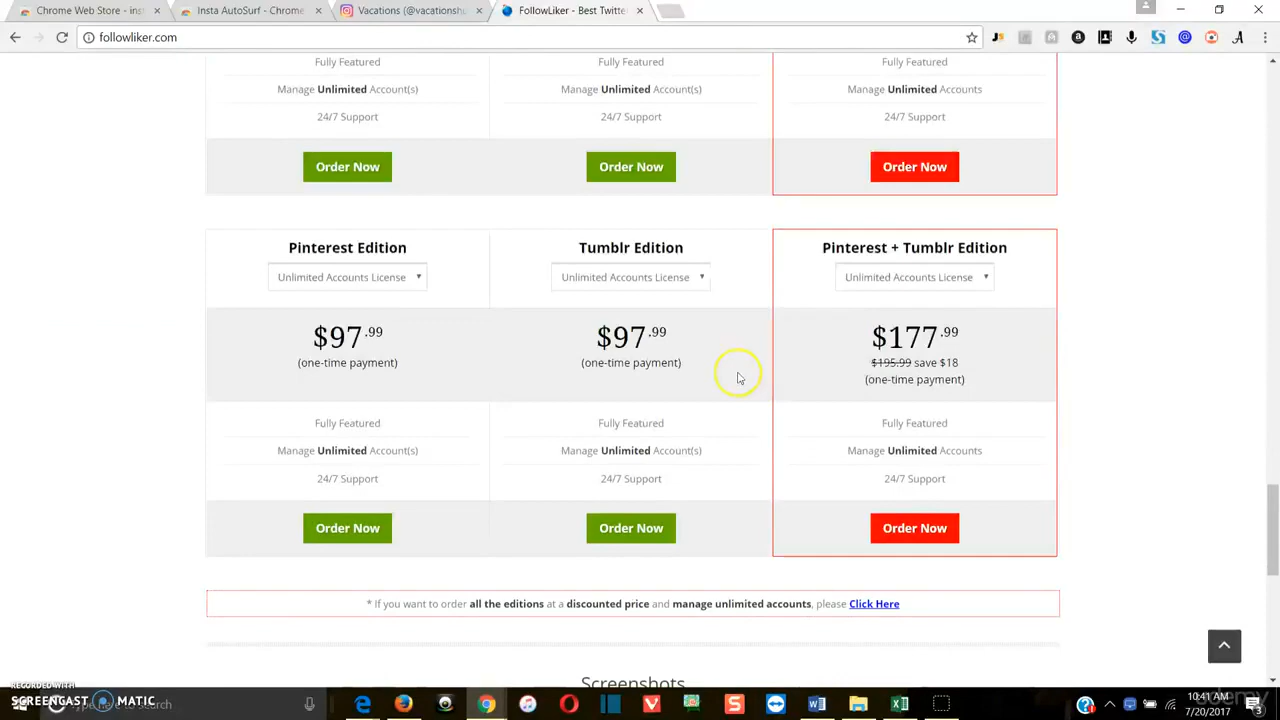 Chrome Web Store - inst
Insta AutoSurf - Chrome
Vacations (@vacationshu
FollowLiker - Best Twitte
followliker.com
Fully Featured Fully Featured Fully Featured
Manage Unlimited Account(s) Manage Unlimited Account(s) Manage Unlimited Accounts
24/7 Support 24/7 Support 24/7 Support
Order Now Order Now Order Now
Pinterest Edition Tumblr Edition Pinterest + Tumblr Edition
Unlimited Accounts License Unlimited Accounts License Unlimited Accounts License
$97.99 $97.99 $177.99
(one-time payment) (one-time payment) $195.99 save $18
(one-time payment)
Fully Featured Fully Featured Fully Featured
Manage Unlimited Account(s) Manage Unlimited Account(s) Manage Unlimited Accounts
24/7 Support 24/7 Support 24/7 Support
Order Now Order Now Order Now
* If you want to order all the editions at a discounted price and manage unlimited accounts, please Click Here
Screenshots
RECORDED WITH
SCREENCAST MATIC
here to search
10:41 AM
7/20/2017
3